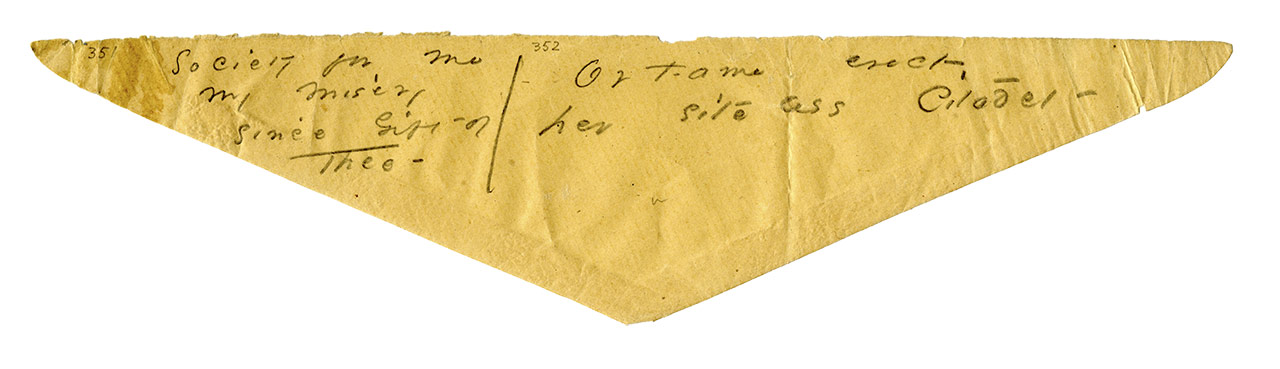 351
Society for me
my misery
since Gift of
Thee –
352
Or Fame erect
her siteless Citadel –